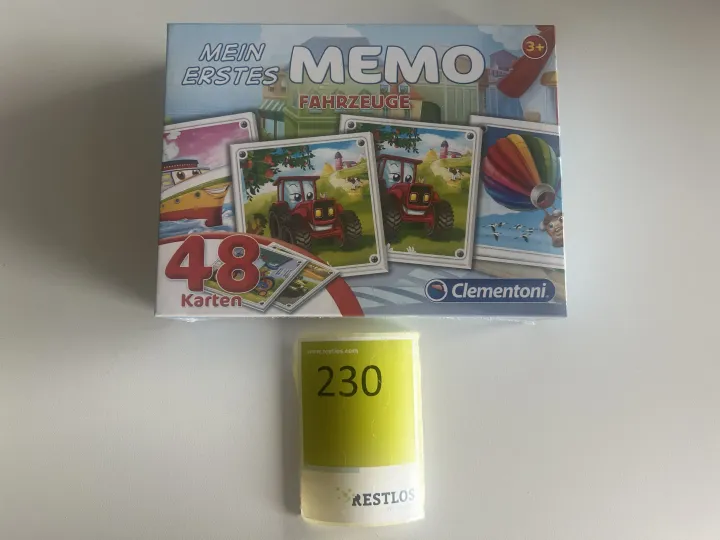 MEIN
ERSTES
MEMO
3+
FAHRZEUGE
48
Karten
Clementoni
230
RESTLOS